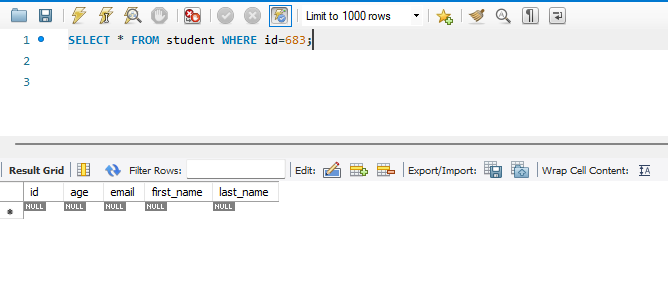 Limit to 1000 rows
1 SELECT * FROM student WHERE id=683;
2
3
Result Grid Filter Rows: Edit: Export/Import: Wrap Cell Content: IA
id age email first_name last_name
* NULL NULL NULL NULL NULL